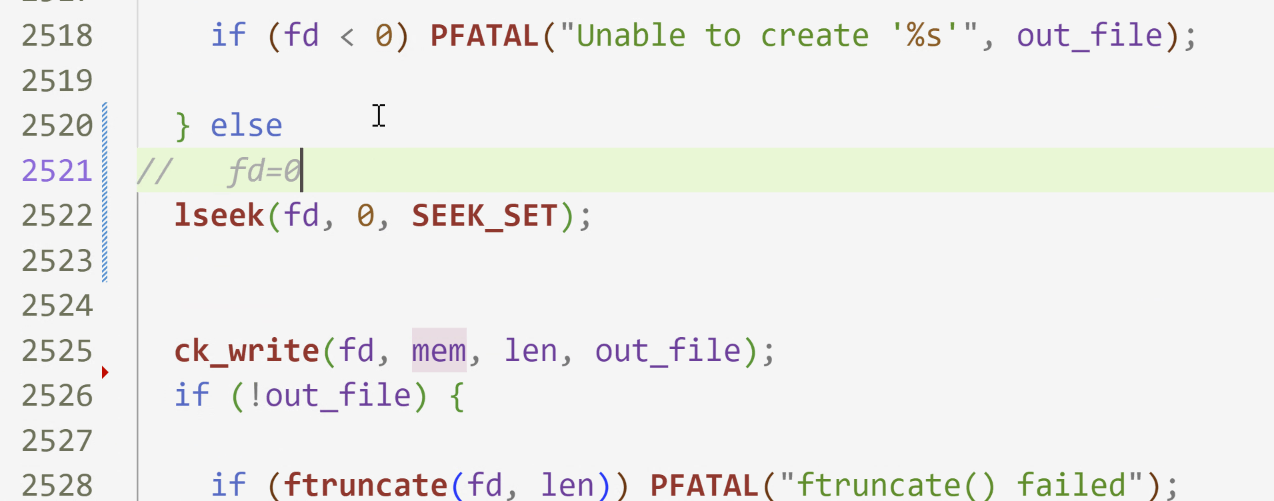 2518 if (fd < 0) PFATAL("Unable to create '%s'", out_file);
2519
2520 } else
2521 // fd=0
2522 lseek(fd, 0, SEEK_SET);
2523
2524
2525 ck_write(fd, mem, len, out_file);
2526 if (!out_file) {
2527
2528 if (ftruncate(fd, len)) PFATAL("ftruncate() failed");